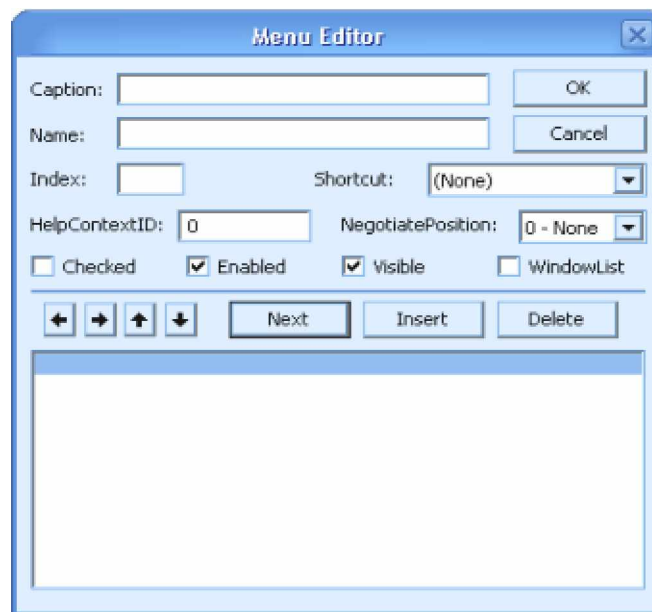 Menu Editor
Caption: OK
Name: Cancel
Index: Shortcut: (None)
HelpContextID: 0 NegotiatePosition: 0 - None
Checked Enabled Visible WindowList
Next Insert Delete